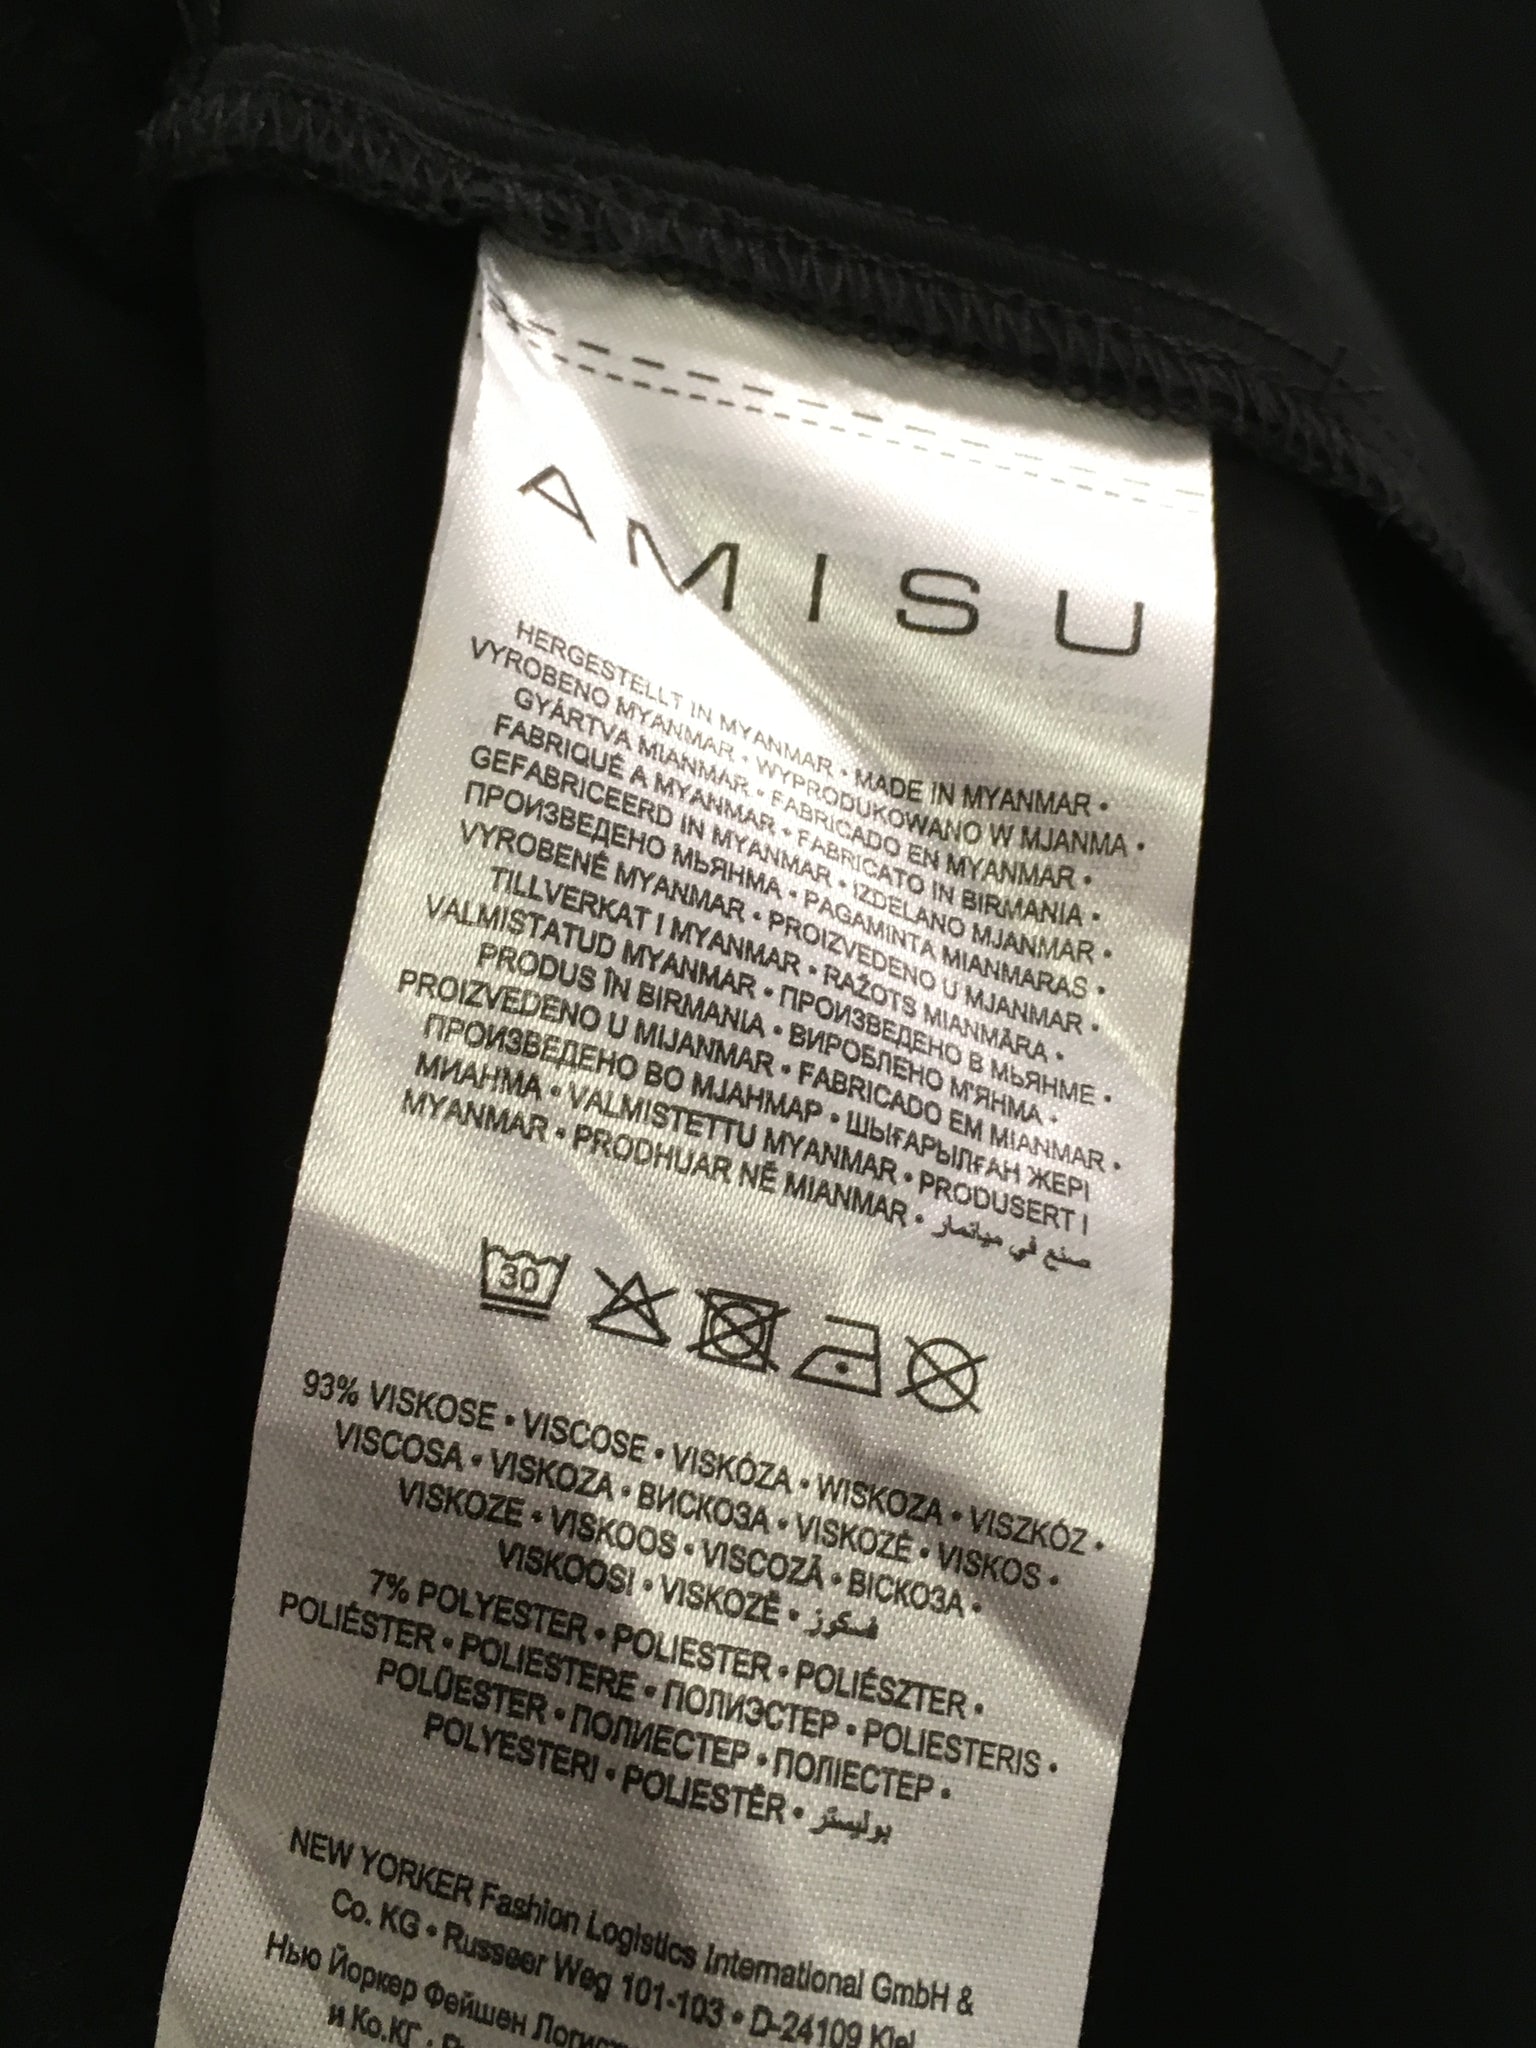 AMISU
HERGESTELLT IN MYANMAR • MADE IN MYANMAR •
VYROBENO MYANMAR • WYPRODUKOWANO W MJANMA •
GYÁRTVA MIANMAR • FABRICADO EN MYANMAR •
FABRIQUÉ A MYANMAR • FABRICATO IN BIRMANIA •
GEFABRICEERD IN MYANMAR • IZDELANO MJANMAR •
ПРОИЗВЕДЕНО МЬЯНМА • PAGAMINTA MIANMARAS •
VYROBENÉ MYANMAR • PROIZVEDENO U MJANMAR •
TILLVERKAT I MYANMAR • RAŽOTS MIANMĀRA •
VALMISTATUD MYANMAR • ПРОИЗВЕДЕНО В МЬЯНМЕ •
PRODUS ÎN BIRMANIA • ВИРОБЛЕНО М'ЯНМА •
PROIZVEDENO U MIJANMAR • FABRICADO EM MIANMAR •
ПРОИЗВЕДЕНО ВО МЈАНМАР • ШЫҒАРЫЛҒАН ЖЕРІ
МИАНМА • VALMISTETTU MYANMAR • PRODUSERT I
MYANMAR • PRODHUAR NË MIANMAR • صنع في ميانمار
30
93% VISKOSE • VISCOSE • VISKÓZA • WISKOZA • VISZKÓZ •
VISCOSA • VISKOZA • ВИСКОЗА • VISKOZĖ • VISKOS •
VISKOZE • VISKOOS • VISCOZĂ • ВІСКОЗА •
VISKOOSI • VISKOZË • فسكوز
7% POLYESTER • POLIESTER • POLIÉSZTER •
POLIÉSTER • POLIESTERE • ПОЛИЭСТЕР • POLIESTERIS •
POLÜESTER • ПОЛИЕСТЕР • ПОЛІЕСТЕР •
POLYESTERI • POLIESTËR • بوليستر
NEW YORKER Fashion Logistics International GmbH &
Co. KG • Russeer Weg 101-103 • D-24109 Kiel
Нью Йоркер Фейшен
и Ко.КГ •